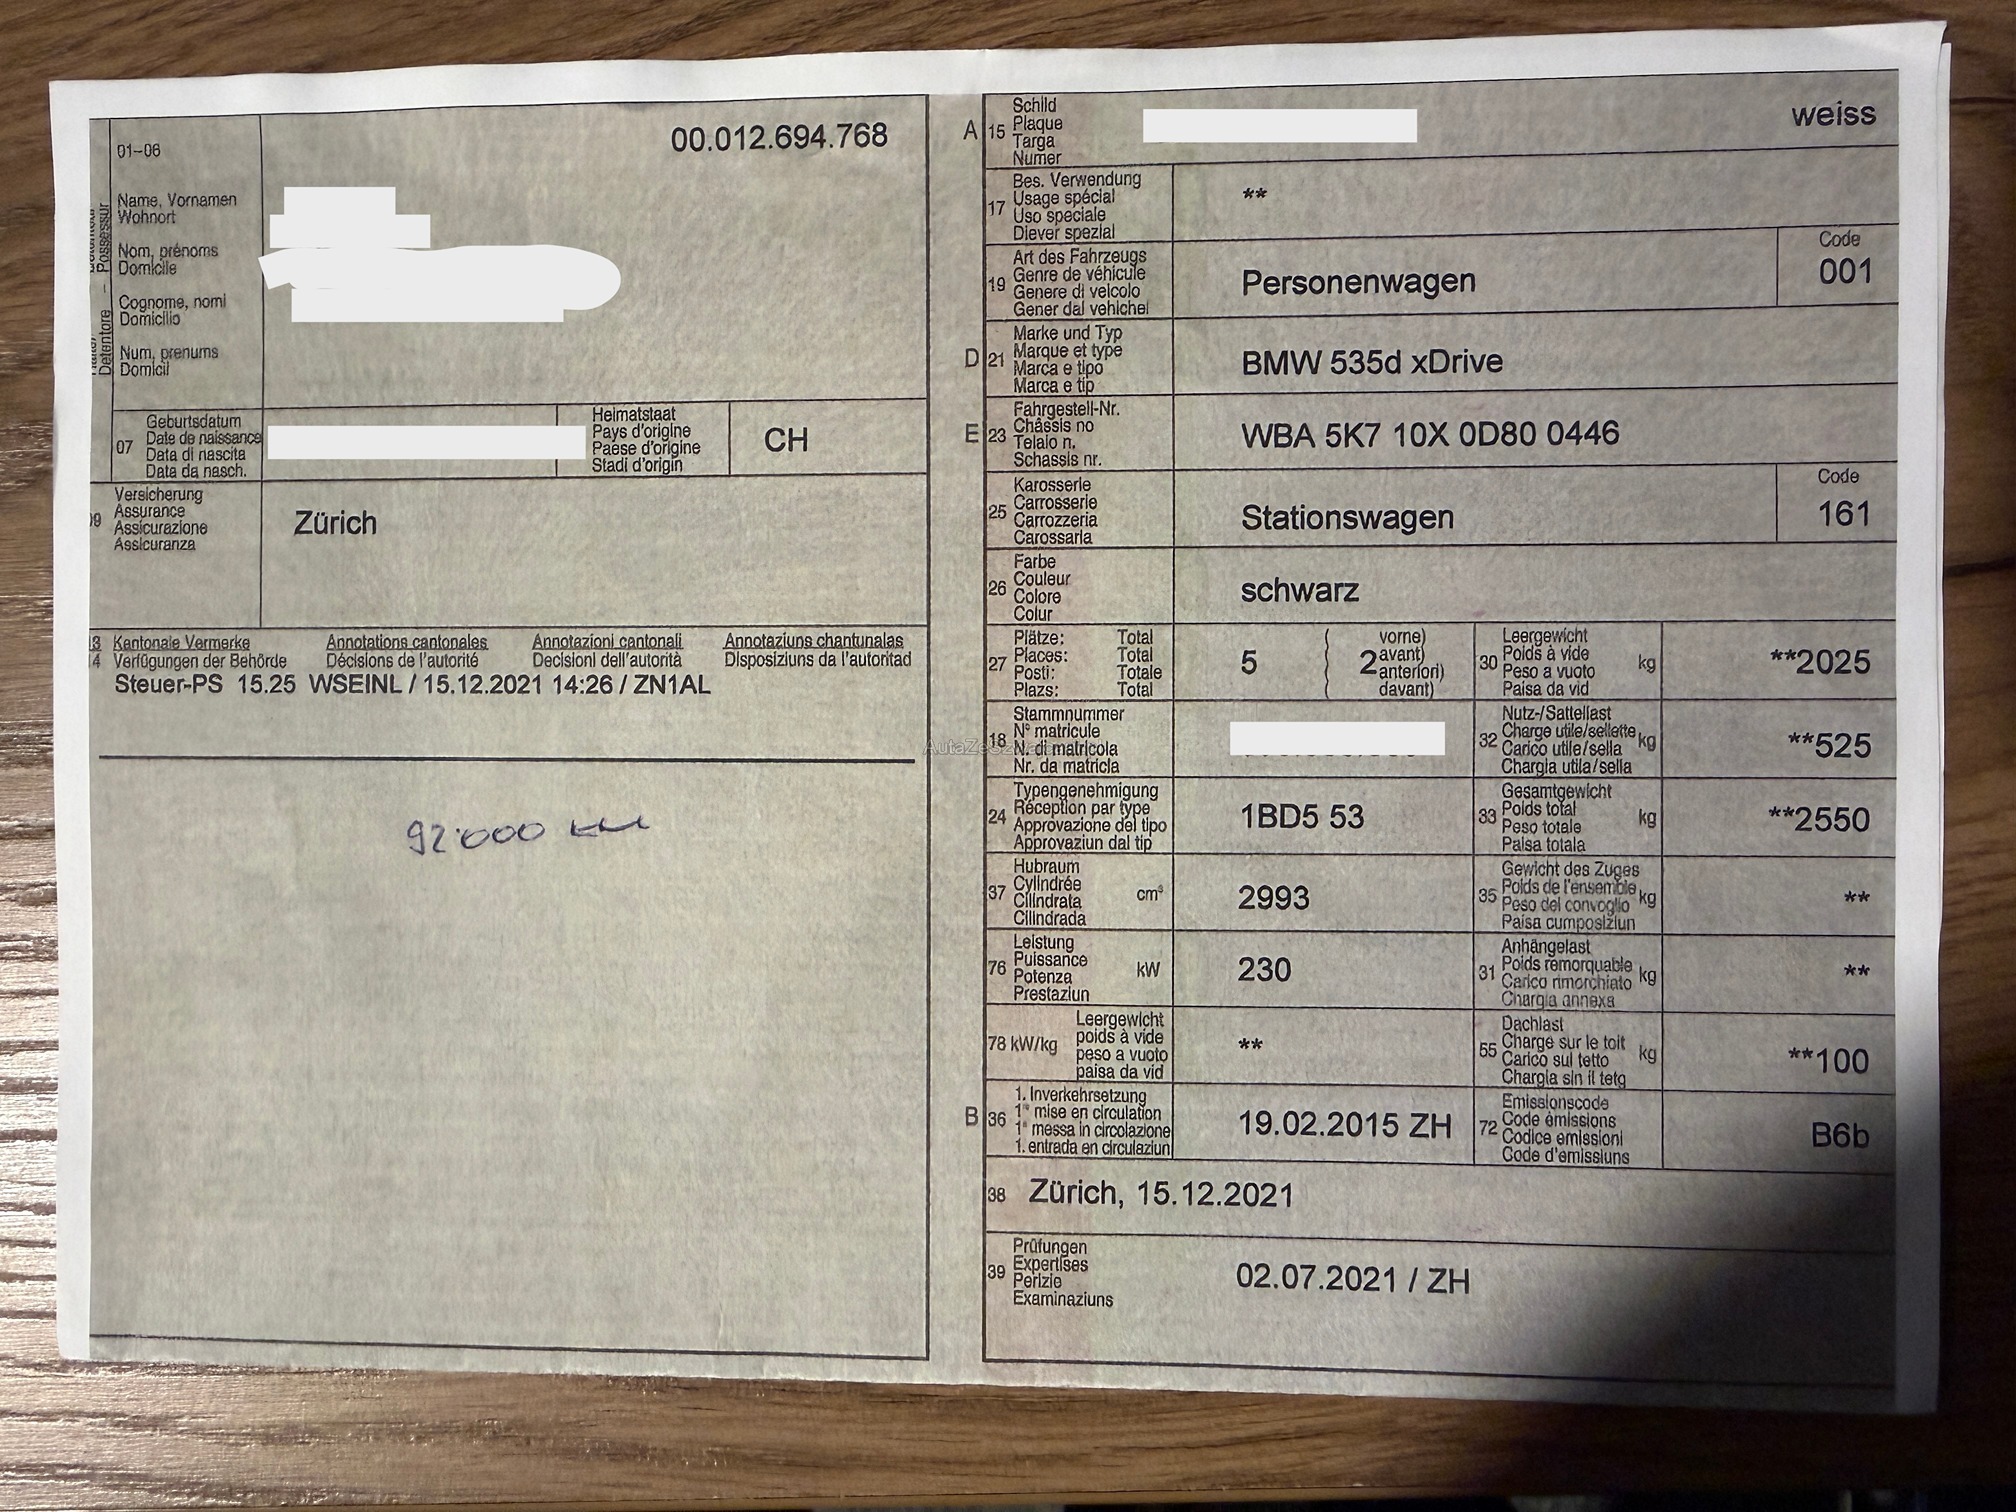 00.012.694.768
01-06
Name, Vornamen
Wohnort
Nom, prénoms
Domicile
Cognome, nomi
Domicilio
Num, prenums
Domicil
Detentore - Possessur
07 Geburtsdatum
Date de naissance
Data di nascita
Data da nasch.
Heimatstaat
Pays d'origine
Paese d'origine
Stadi d'origin
CH
09 Versicherung
Assurance
Assicurazione
Assicuranza
Zürich
13 Kantonale Vermerke Annotations cantonales Annotazioni cantonali Annotaziuns chantunalas
14 Verfügungen der Behörde Décisions de l'autorité Decisioni dell'autorità Disposiziuns da l'autoritad
Steuer-PS 15.25 WSEINL / 15.12.2021 14:26 / ZN1AL
92'000 km
A 15 Schild
Plaque
Targa
Numer
weiss
17 Bes. Verwendung
Usage spécial
Uso speciale
Diever spezial
**
19 Art des Fahrzeugs
Genre de véhicule
Genere di veicolo
Gener dal vehichel
Personenwagen
Code
001
D 21 Marke und Typ
Marque et type
Marca e tipo
Marca e tip
BMW 535d xDrive
E 23 Fahrgestell-Nr.
Châssis no
Telaio n.
Schassis nr.
WBA 5K7 10X 0D80 0446
25 Karosserie
Carrosserie
Carrozzeria
Carossaria
Stationswagen
Code
161
26 Farbe
Couleur
Colore
Colur
schwarz
27 Plätze: Total
Places: Total
Posti: Totale
Plazs: Total
5 ( 2 vorne)
avant)
anteriori)
davant)
30 Leergewicht
Poids à vide
Peso a vuoto
Paisa da vid
kg
**2025
18 Stammnummer
N° matricule
N. di matricola
Nr. da matricla
32 Nutz-/Sattellast
Charge utile/sellette
Carico utile/sella
Chargia utila/sella
kg
**525
24 Typengenehmigung
Réception par type
Approvazione del tipo
Approvaziun dal tip
1BD5 53
33 Gesamtgewicht
Poids total
Peso totale
Paisa totala
kg
**2550
37 Hubraum
Cylindrée
Cilindrata
Cilindrada
cm³
2993
35 Gewicht des Zuges
Poids de l'ensemble
Peso del convoglio
Paisa cumposiziun
kg
**
76 Leistung
Puissance
Potenza
Prestaziun
kW
230
31 Anhängelast
Poids remorquable
Carico rimorchiato
Chargia annexa
kg
**
78 kW/kg Leergewicht
poids à vide
peso a vuoto
paisa da vid
**
55 Dachlast
Charge sur le toit
Carico sul tetto
Chargia sin il tetg
kg
**100
B 36 1. Inverkehrsetzung
1re mise en circulation
1a messa in circolazione
1. entrada en circulaziun
19.02.2015 ZH
72 Emissionscode
Code émissions
Codice emissioni
Code d'emissiuns
B6b
38 Zürich, 15.12.2021
39 Prüfungen
Expertises
Perizie
Examinaziuns
02.07.2021 / ZH